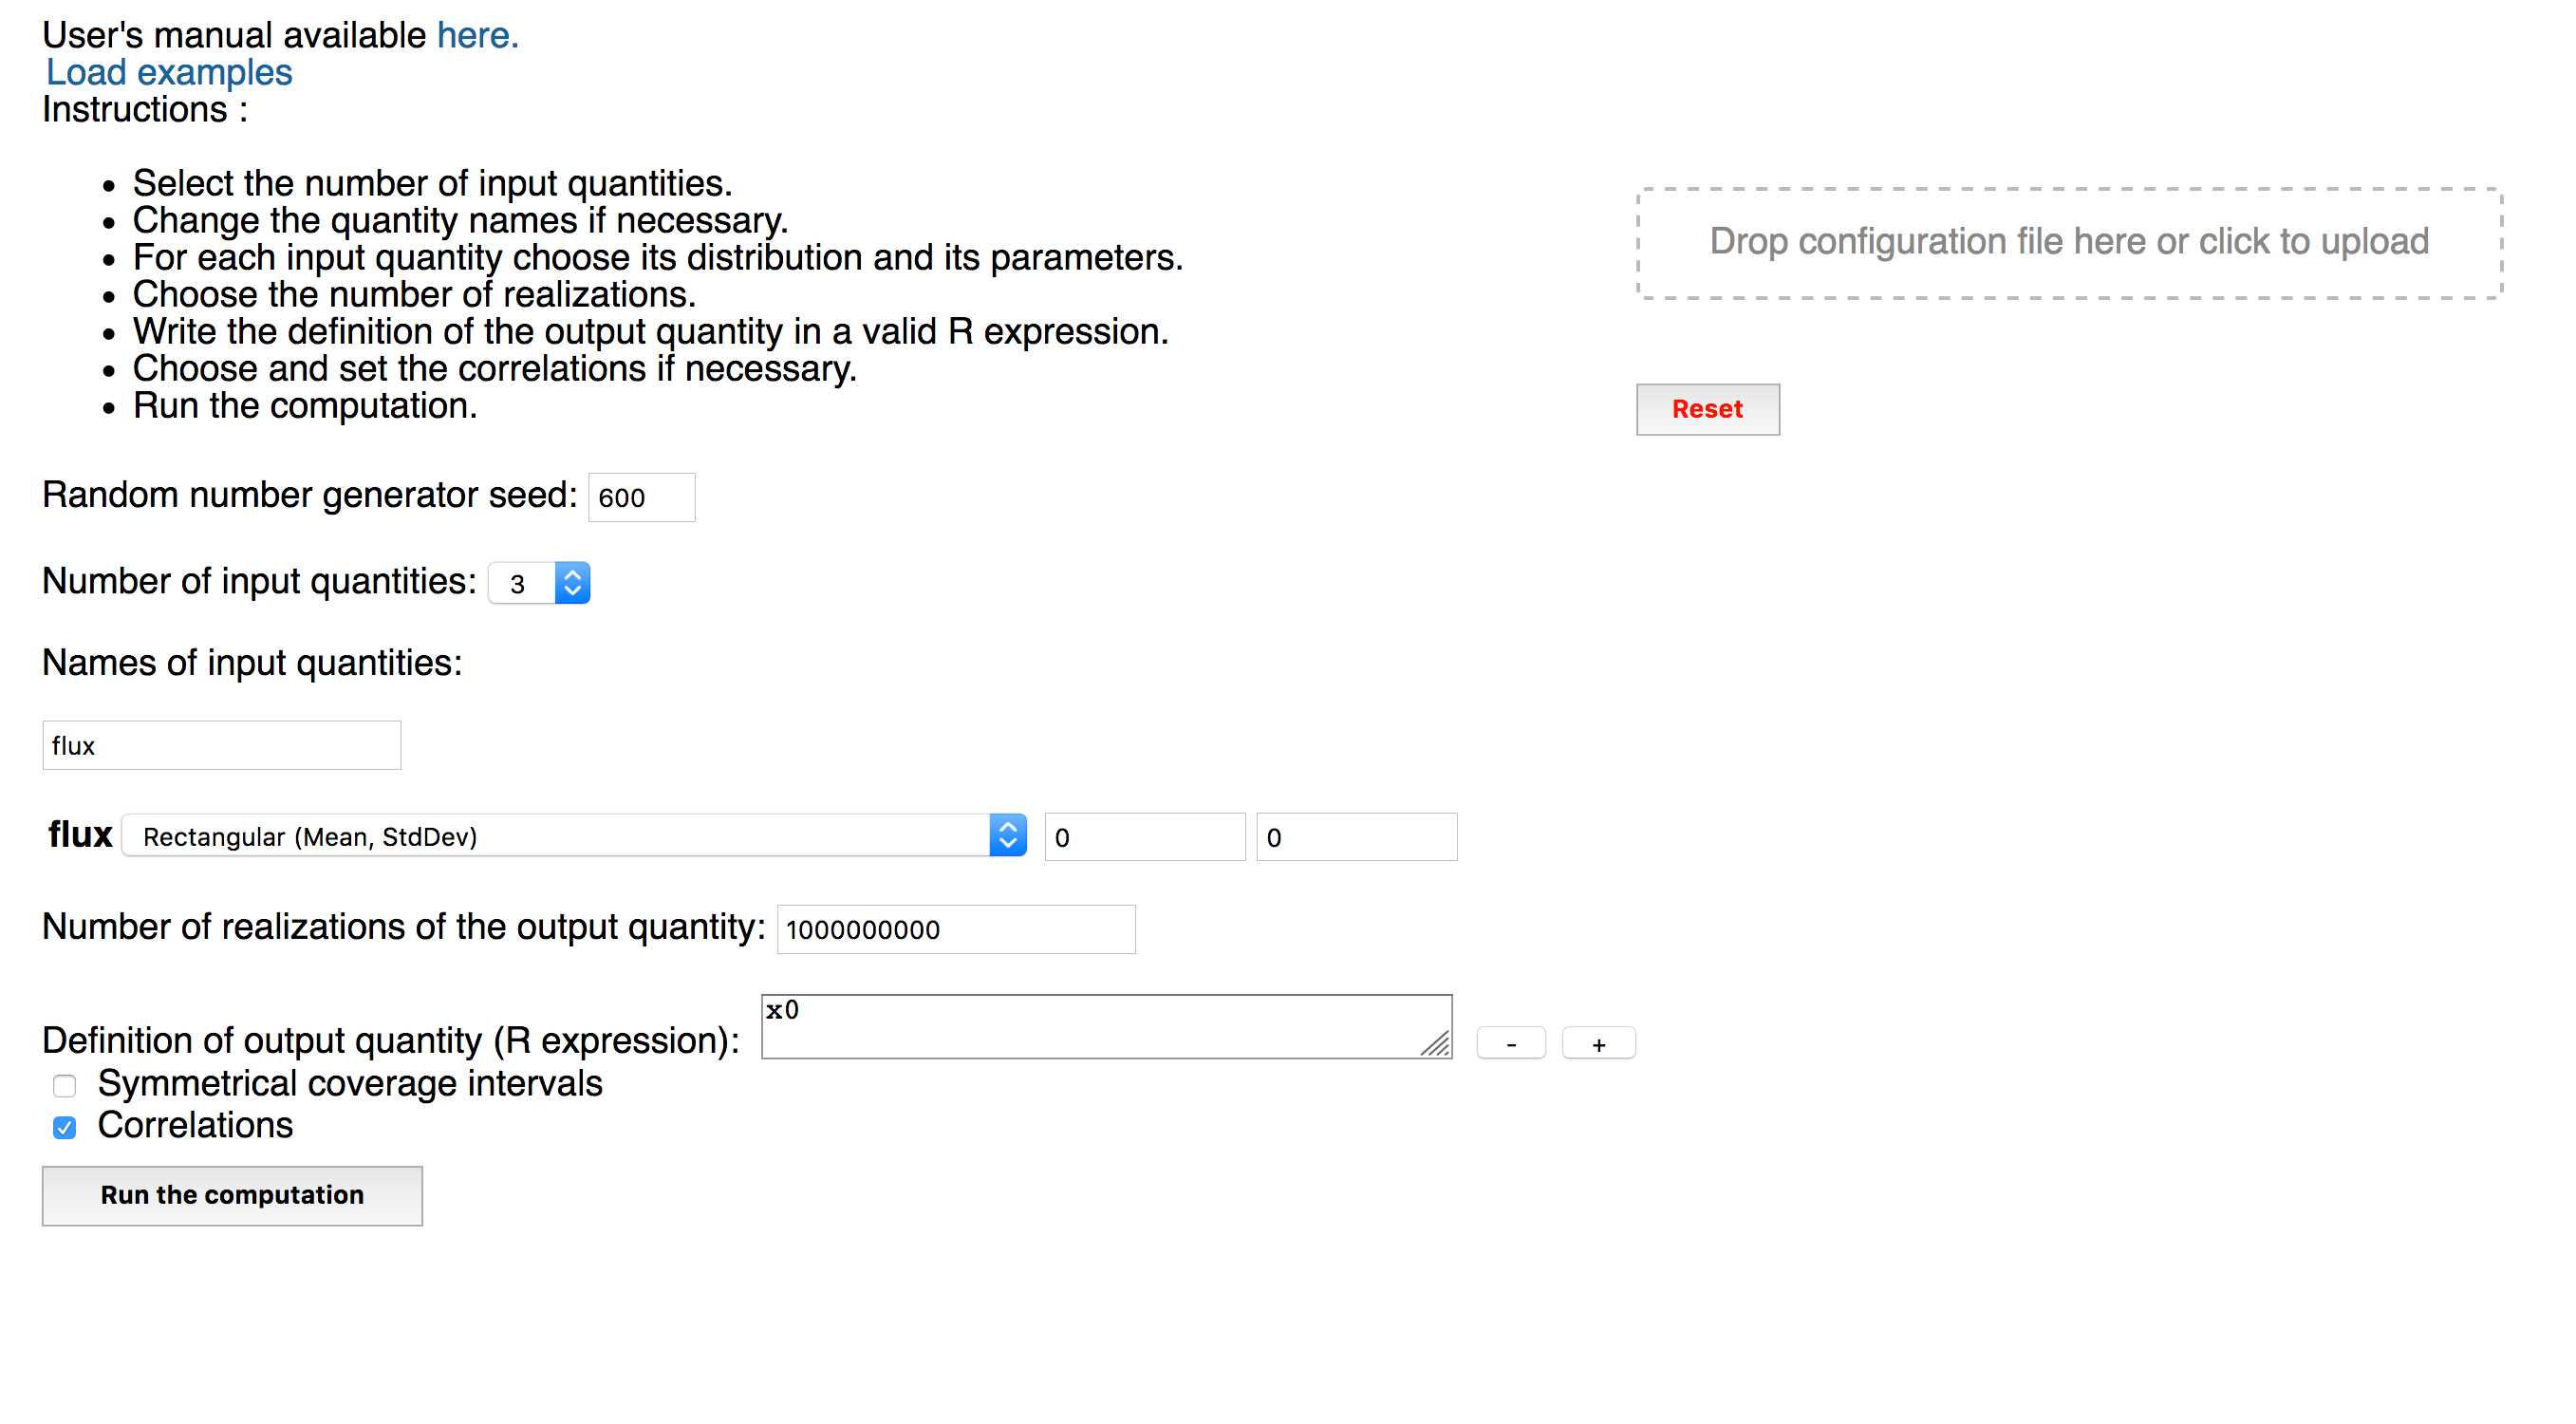 User's manual available here.
Load examples
Instructions :
Select the number of input quantities.
Change the quantity names if necessary.
For each input quantity choose its distribution and its parameters.
Choose the number of realizations.
Write the definition of the output quantity in a valid R expression.
Choose and set the correlations if necessary.
Run the computation.
Drop configuration file here or click to upload
Reset
Random number generator seed: 600
Number of input quantities: 3
Names of input quantities:
flux
flux Rectangular (Mean, StdDev) 0 0
Number of realizations of the output quantity: 1000000000
Definition of output quantity (R expression): x0 - +
Symmetrical coverage intervals
Correlations
Run the computation